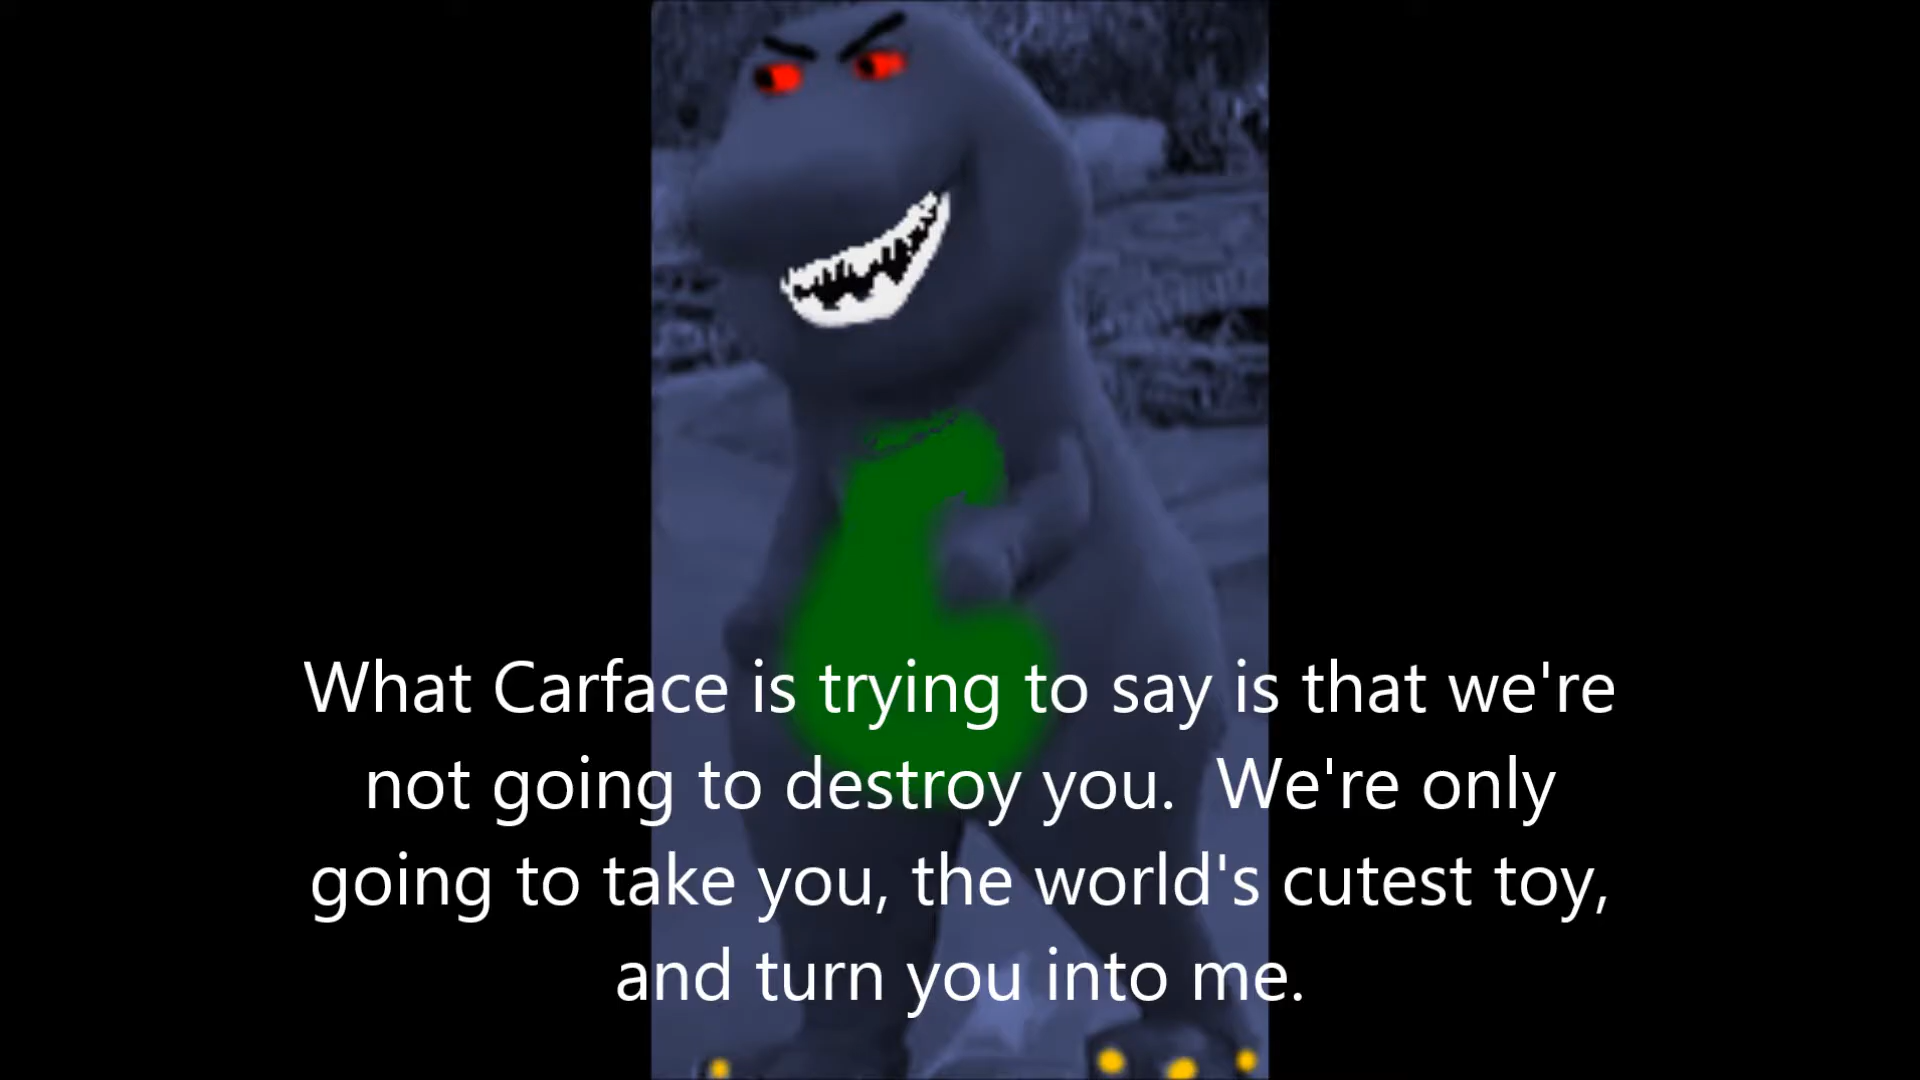 What Carface is trying to say is that we're
not going to destroy you.  We're only
going to take you, the world's cutest toy,
and turn you into me.